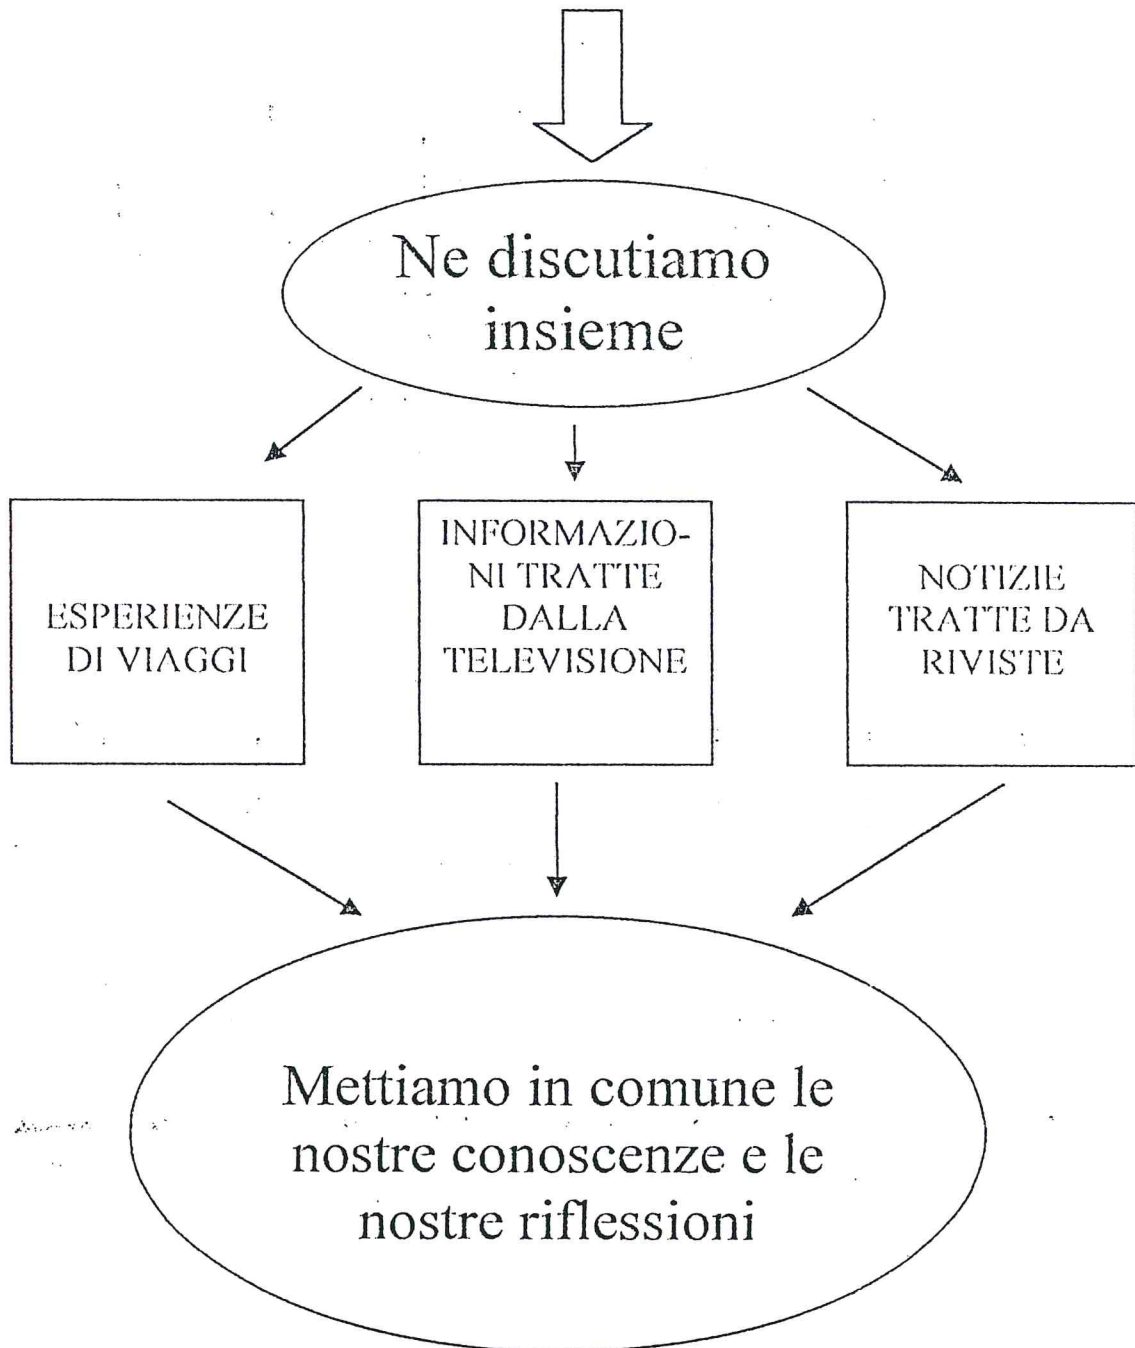 Ne discutiamo
insieme
ESPERIENZE
DI VIAGGI
INFORMAZIO-
NI TRATTE
DALLA
TELEVISIONE
NOTIZIE
TRATTE DA
RIVISTE
Mettiamo in comune le
nostre conoscenze e le
nostre riflessioni